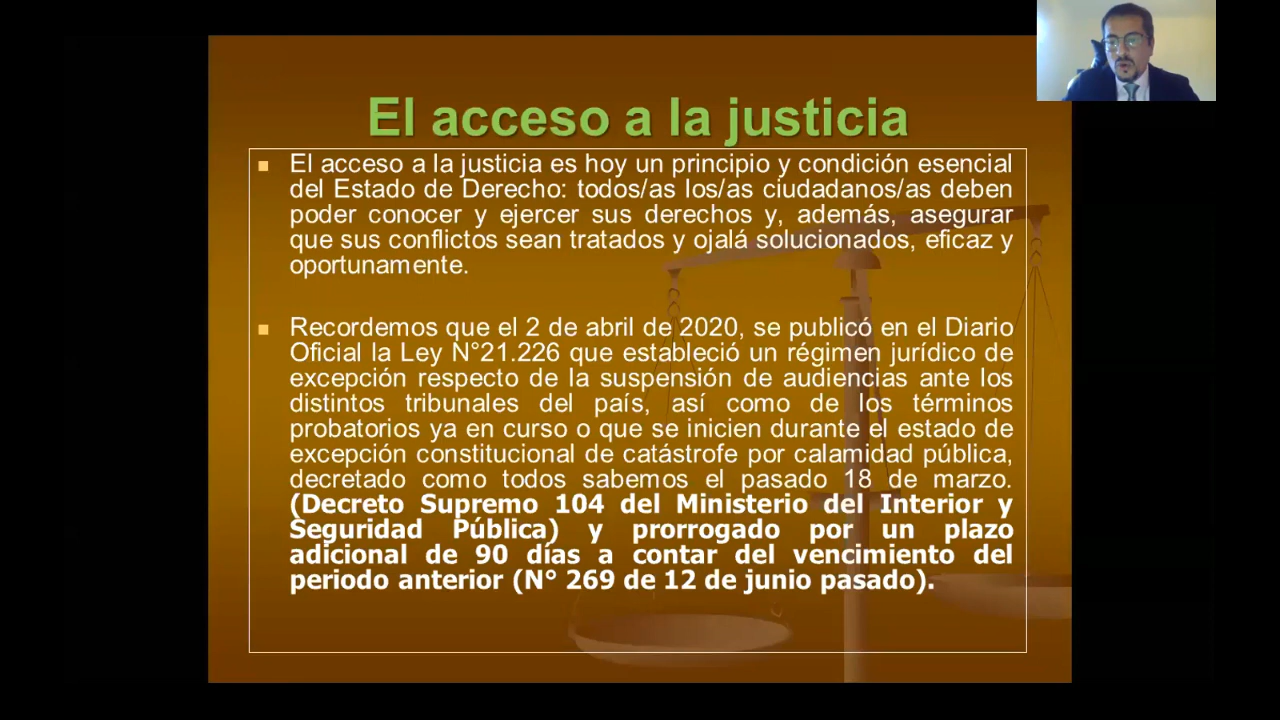 El acceso a la justicia
El acceso a la justicia es hoy un principio y condición esencial
del Estado de Derecho: todos/as los/as ciudadanos/as deben
poder conocer y ejercer sus derechos y, además, asegurar
que sus conflictos sean tratados y ojalá solucionados, eficaz y
oportunamente.
Recordemos que el 2 de abril de 2020, se publicó en el Diario
Oficial la Ley N°21.226 que estableció un régimen jurídico de
excepción respecto de la suspensión de audiencias ante los
distintos tribunales del país, así como de los términos
probatorios ya en curso o que se inicien durante el estado de
excepción constitucional de catástrofe por calamidad pública,
decretado como todos sabemos el pasado 18 de marzo.
(Decreto Supremo 104 del Ministerio del Interior y
Seguridad Pública) y prorrogado por un plazo
adicional de 90 días a contar del vencimiento del
periodo anterior (N° 269 de 12 de junio pasado).